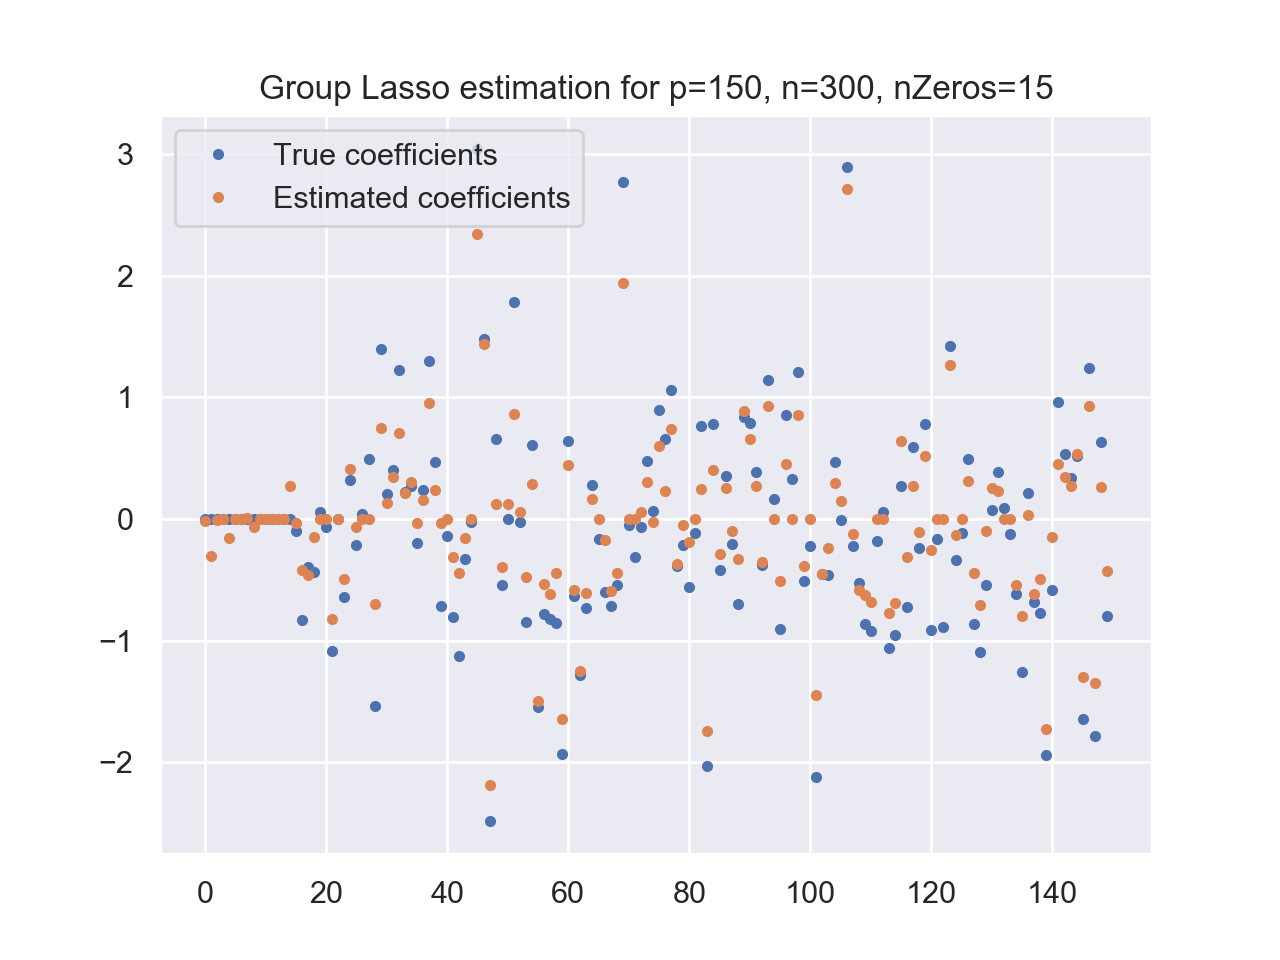 Group Lasso estimation for p=150, n=300, nZeros=15
True coefficients
Estimated coefficients
3
2
1
0
−1
−2
0 20 40 60 80 100 120 140